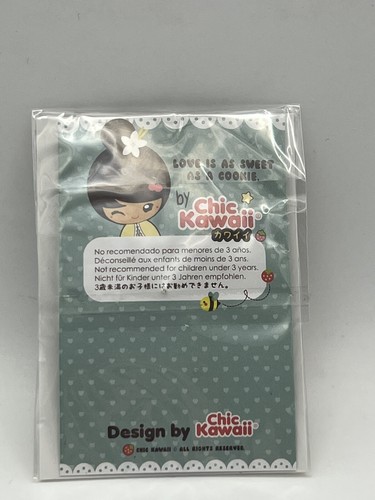 LOVE IS AS SWEET
AS A COOKIE.
by Chic
Kawaii®
カワイイ
No recomendado para menores de 3 años.
Déconseillé aux enfants de moins de 3 ans.
Not recommended for children under 3 years.
Nicht für Kinder unter 3 Jahren empfohlen.
3歳未満のお子様にはお勧めできません。
Design by Chic
Kawaii®
CHIC KAWAII © ALL RIGHTS RESERVED.